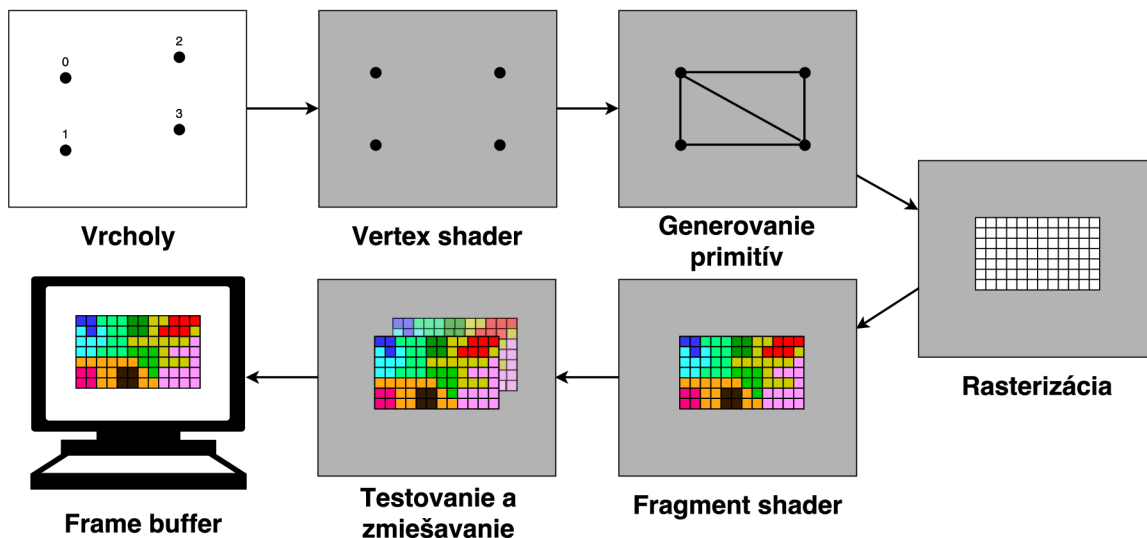 0
2
1
3
Vrcholy
Vertex shader
Generovanie
primitív
Rasterizácia
Fragment shader
Testovanie a
zmiešavanie
Frame buffer